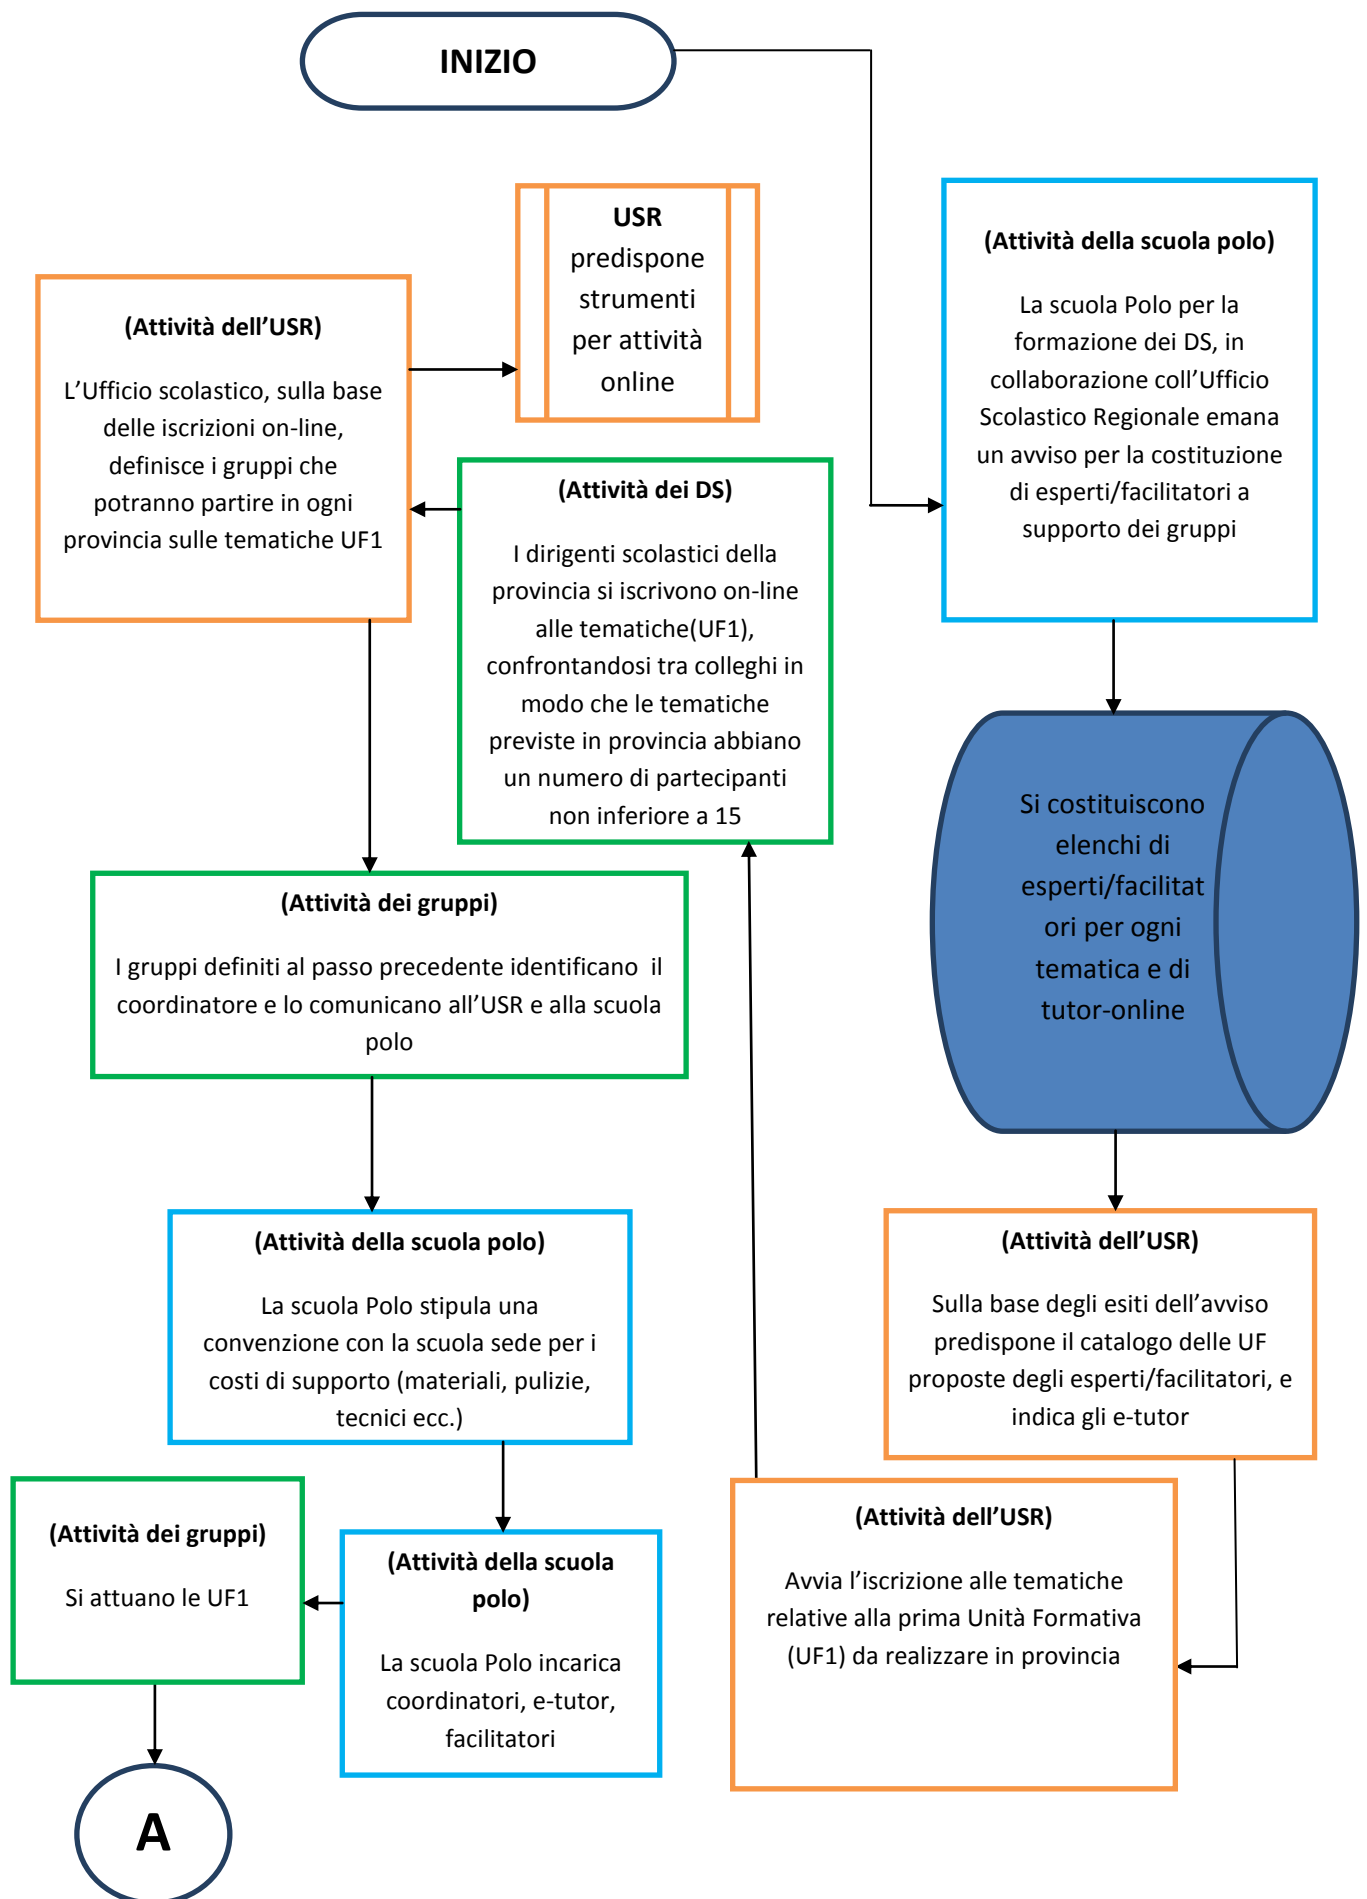 INIZIO
(Attività della scuola polo)
La scuola Polo per la
formazione dei DS, in
collaborazione coll’Ufficio
Scolastico Regionale emana
un avviso per la costituzione
di esperti/facilitatori a
supporto dei gruppi
Si costituiscono
elenchi di
esperti/facilitat
ori per ogni
tematica e di
tutor-online
(Attività dell’USR)
Sulla base degli esiti dell’avviso
predispone il catalogo delle UF
proposte degli esperti/facilitatori, e
indica gli e-tutor
(Attività dell’USR)
Avvia l’iscrizione alle tematiche
relative alla prima Unità Formativa
(UF1) da realizzare in provincia
(Attività dei DS)
I dirigenti scolastici della
provincia si iscrivono on-line
alle tematiche(UF1),
confrontandosi tra colleghi in
modo che le tematiche
previste in provincia abbiano
un numero di partecipanti
non inferiore a 15
(Attività dell’USR)
L’Ufficio scolastico, sulla base
delle iscrizioni on-line,
definisce i gruppi che
potranno partire in ogni
provincia sulle tematiche UF1
USR
predispone
strumenti
per attività
online
(Attività dei gruppi)
I gruppi definiti al passo precedente identificano il
coordinatore e lo comunicano all’USR e alla scuola
polo
(Attività della scuola polo)
La scuola Polo stipula una
convenzione con la scuola sede per i
costi di supporto (materiali, pulizie,
tecnici ecc.)
(Attività della scuola
polo)
La scuola Polo incarica
coordinatori, e-tutor,
facilitatori
(Attività dei gruppi)
Si attuano le UF1
A